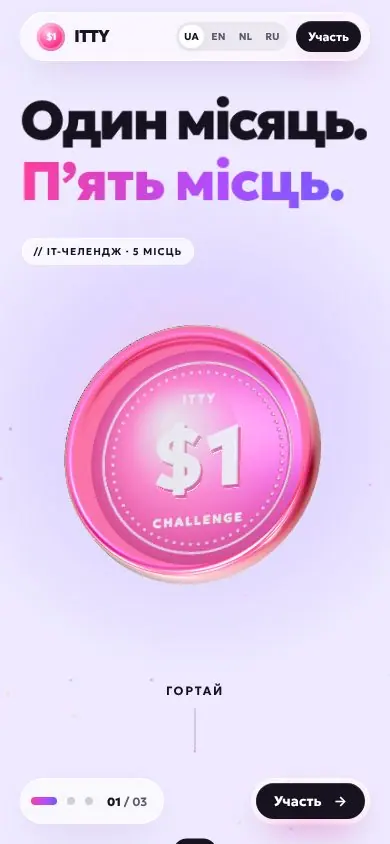 $1 ITTY UA EN NL RU Участь
Один місяць.
П’ять місць.
// ІТ-ЧЕЛЕНДЖ · 5 МІСЦЬ
ITTY
$1
CHALLENGE
ГОРТАЙ
01 / 03 Участь →